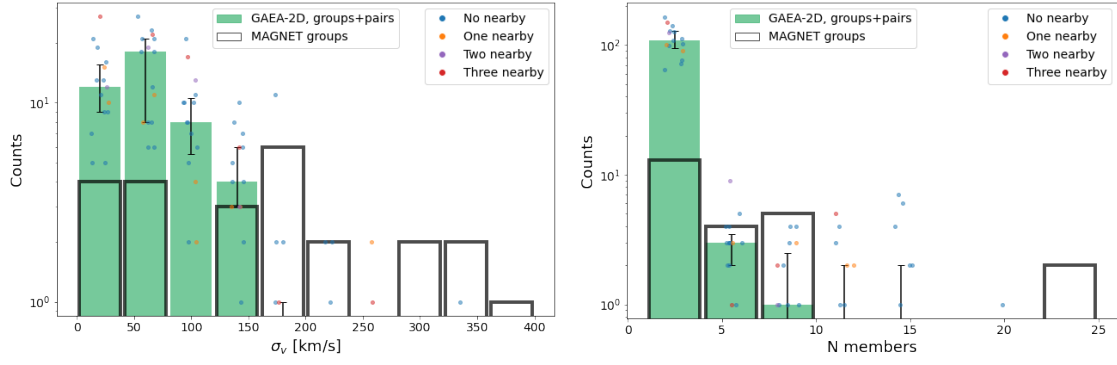 GAEA-2D, groups+pairs
MAGNET groups
No nearby
One nearby
Two nearby
Three nearby
Counts
10¹
10⁰
0
50
100
150
200
250
300
350
400
σᵥ [km/s]
GAEA-2D, groups+pairs
MAGNET groups
No nearby
One nearby
Two nearby
Three nearby
Counts
10²
10¹
10⁰
0
5
10
15
20
25
N members